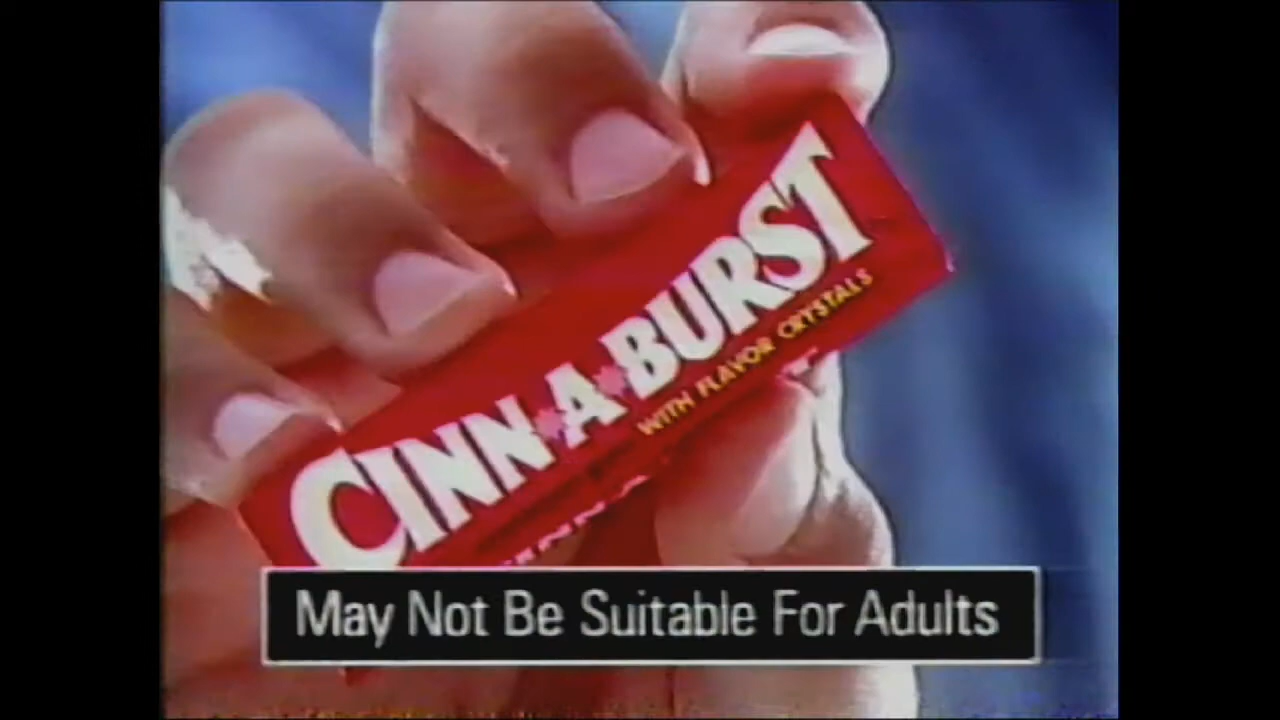 CINN•A•BURST
WITH FLAVOR CRYSTALS
May Not Be Suitable For Adults